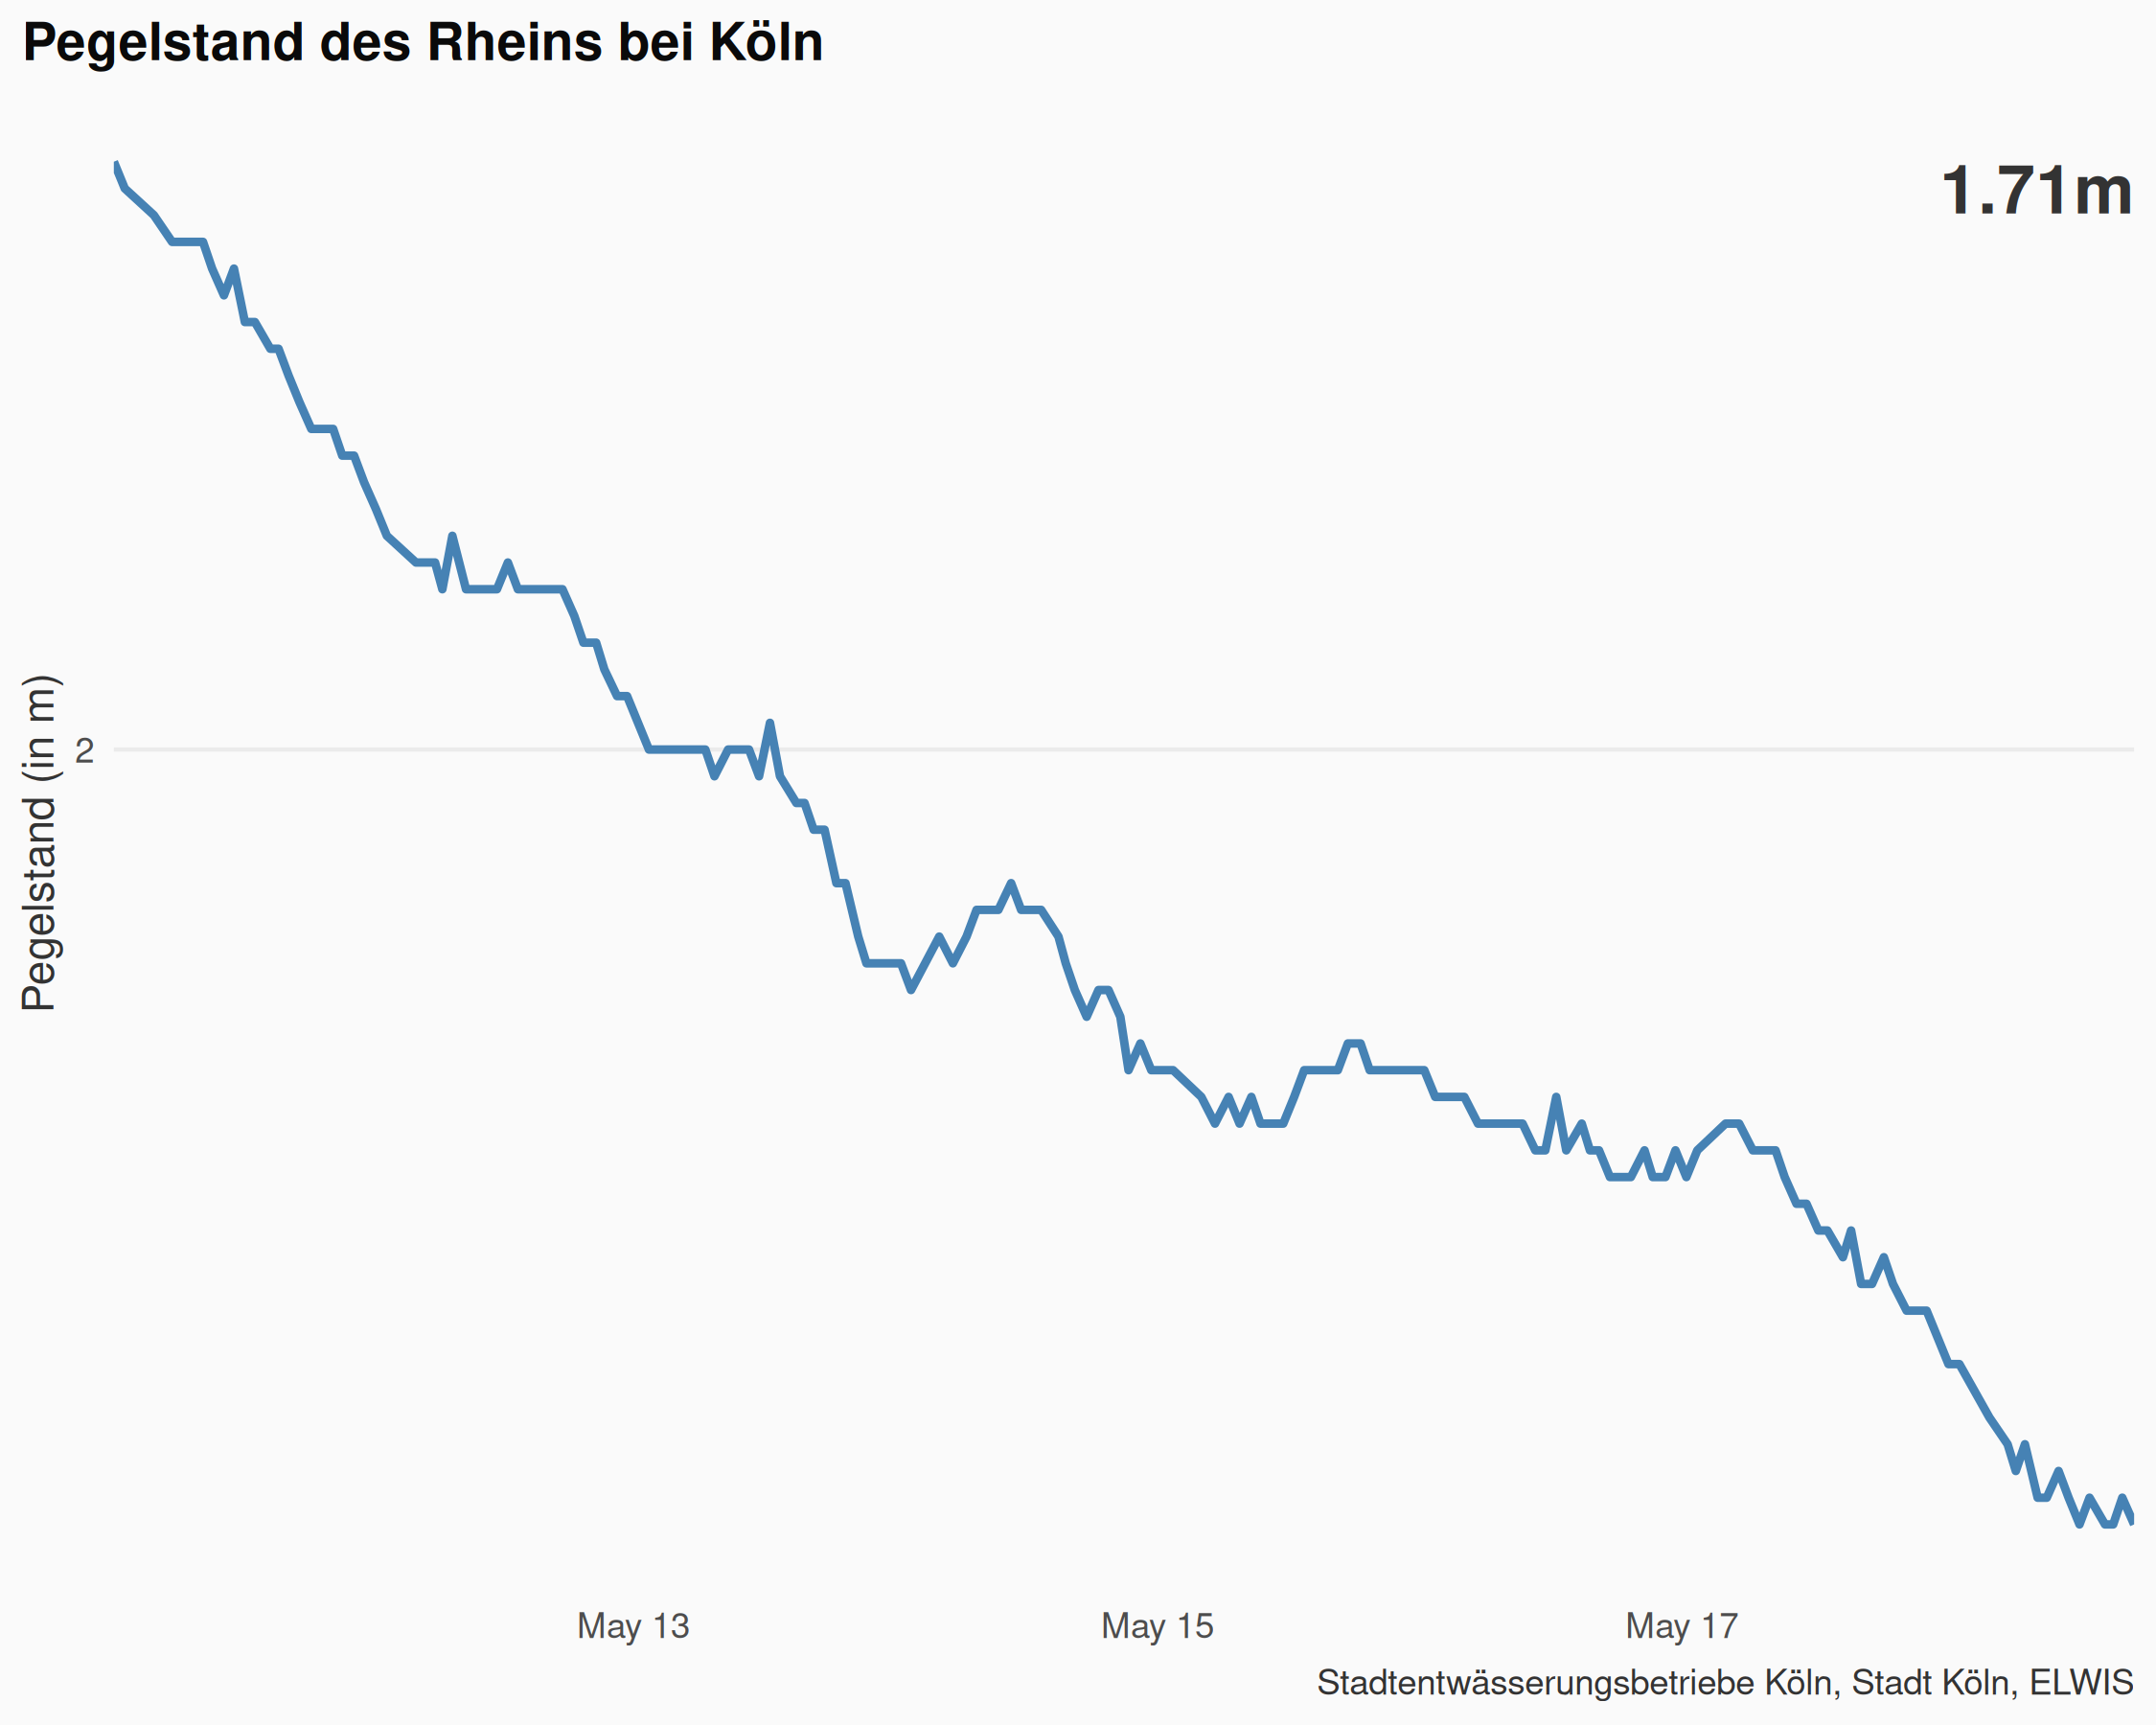 Pegelstand des Rheins bei Köln
1.71m
Pegelstand (in m)
2
May 13
May 15
May 17
Stadtentwässerungsbetriebe Köln, Stadt Köln, ELWIS